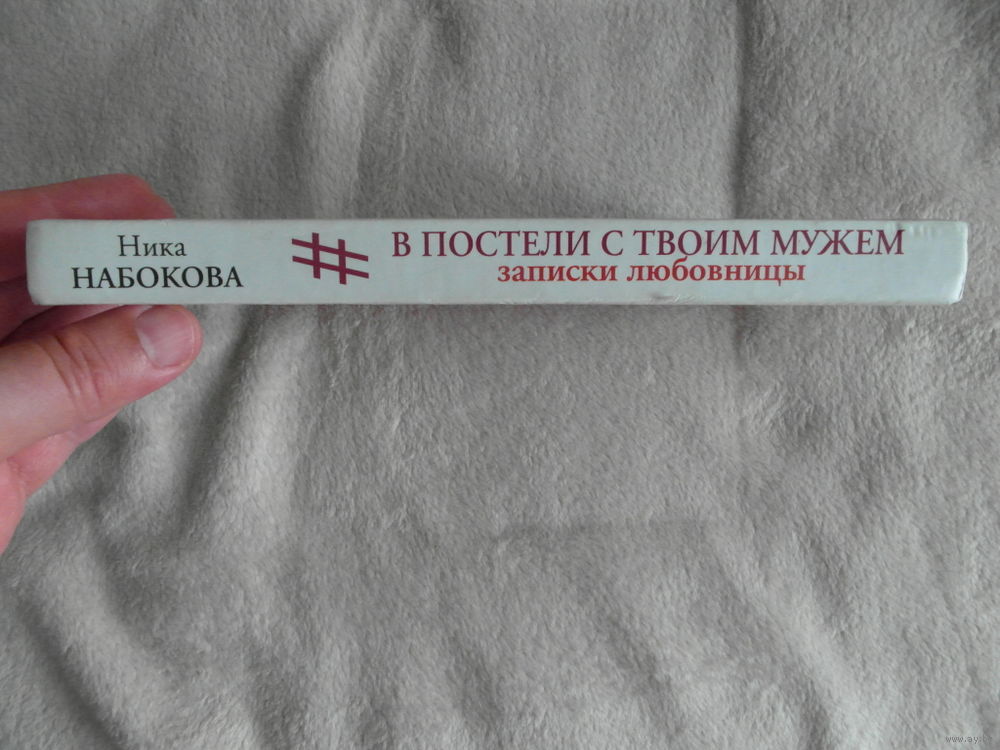 Ника
НАБОКОВА
# В ПОСТЕЛИ С ТВОИМ МУЖЕМ
записки любовницы